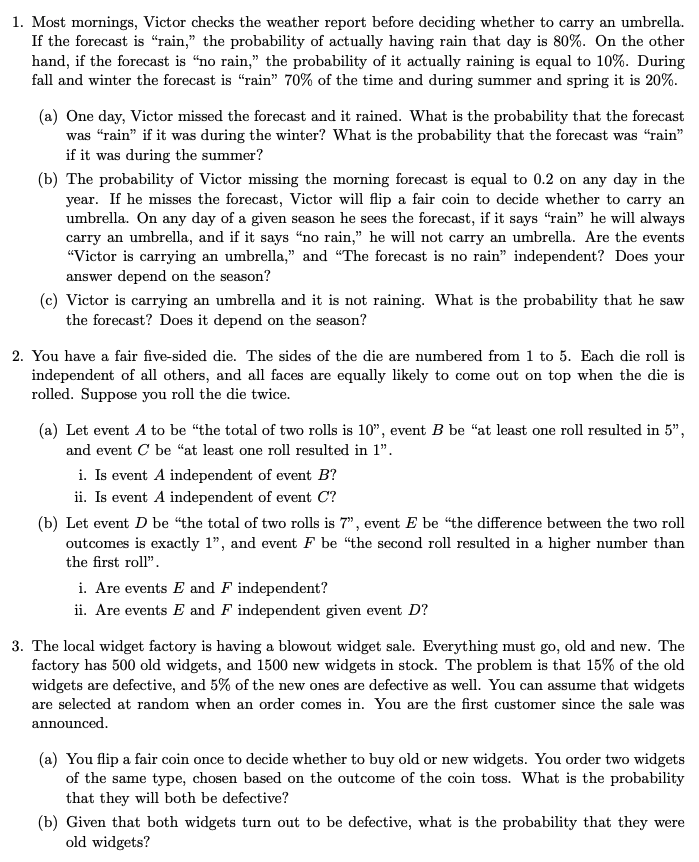 1. Most mornings, Victor checks the weather report before deciding whether to carry an umbrella.
If the forecast is “rain,” the probability of actually having rain that day is 80%. On the other
hand, if the forecast is “no rain,” the probability of it actually raining is equal to 10%. During
fall and winter the forecast is “rain” 70% of the time and during summer and spring it is 20%.
(a) One day, Victor missed the forecast and it rained. What is the probability that the forecast
was “rain” if it was during the winter? What is the probability that the forecast was “rain”
if it was during the summer?
(b) The probability of Victor missing the morning forecast is equal to 0.2 on any day in the
year. If he misses the forecast, Victor will flip a fair coin to decide whether to carry an
umbrella. On any day of a given season he sees the forecast, if it says “rain” he will always
carry an umbrella, and if it says “no rain,” he will not carry an umbrella. Are the events
“Victor is carrying an umbrella,” and “The forecast is no rain” independent? Does your
answer depend on the season?
(c) Victor is carrying an umbrella and it is not raining. What is the probability that he saw
the forecast? Does it depend on the season?
2. You have a fair five-sided die. The sides of the die are numbered from 1 to 5. Each die roll is
independent of all others, and all faces are equally likely to come out on top when the die is
rolled. Suppose you roll the die twice.
(a) Let event A to be “the total of two rolls is 10”, event B be “at least one roll resulted in 5”,
and event C be “at least one roll resulted in 1”.
i. Is event A independent of event B?
ii. Is event A independent of event C?
(b) Let event D be “the total of two rolls is 7”, event E be “the difference between the two roll
outcomes is exactly 1”, and event F be “the second roll resulted in a higher number than
the first roll”.
i. Are events E and F independent?
ii. Are events E and F independent given event D?
3. The local widget factory is having a blowout widget sale. Everything must go, old and new. The
factory has 500 old widgets, and 1500 new widgets in stock. The problem is that 15% of the old
widgets are defective, and 5% of the new ones are defective as well. You can assume that widgets
are selected at random when an order comes in. You are the first customer since the sale was
announced.
(a) You flip a fair coin once to decide whether to buy old or new widgets. You order two widgets
of the same type, chosen based on the outcome of the coin toss. What is the probability
that they will both be defective?
(b) Given that both widgets turn out to be defective, what is the probability that they were
old widgets?